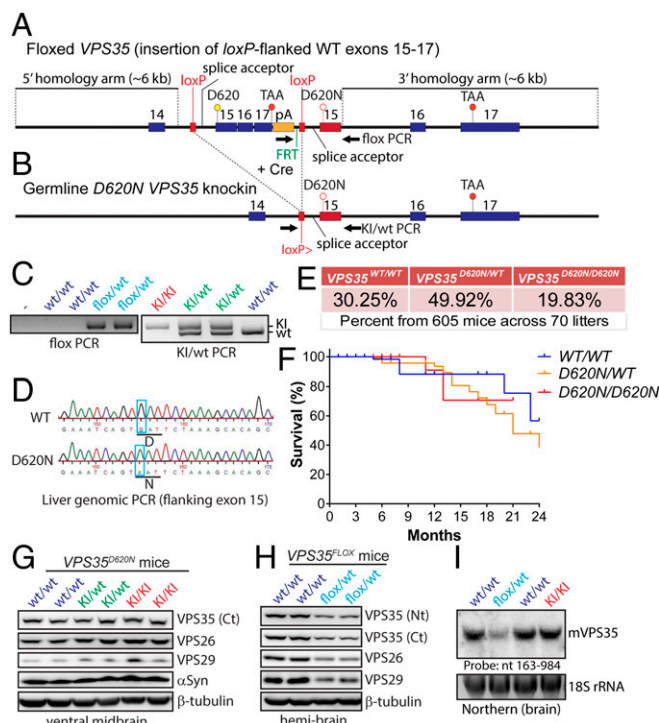 A
Floxed VPS35 (insertion of loxP-flanked WT exons 15-17)
5' homology arm (~6 kb)
loxP
splice acceptor
loxP
3' homology arm (~6 kb)
D620
TAA
D620N
TAA
14
15
16
17
pA
15
16
17
flox PCR
FRT
splice acceptor
+ Cre
B
Germline D620N VPS35 knockin
D620N
TAA
14
15
16
17
KI/wt PCR
splice acceptor
loxP>
C
wt/wt
wt/wt
flox/wt
flox/wt
KI/KI
KI/wt
KI/wt
wt/wt
KI
wt
flox PCR
KI/wt PCR
D
WT
GAAATCAGTGATTCTAAAGCACAGC
D
D620N
GAAATCAGTAATTCTAAAGCACAGC
N
Liver genomic PCR (flanking exon 15)
E
VPS35 WT/WT
VPS35 D620N/WT
VPS35 D620N/D620N
30.25%
49.92%
19.83%
Percent from 605 mice across 70 litters
F
WT/WT
D620N/WT
D620N/D620N
Survival (%)
100
80
60
40
20
0
0 3 6 9 12 15 18 21 24
Months
G
VPS35D620N mice
wt/wt
wt/wt
KI/wt
KI/wt
KI/KI
KI/KI
VPS35 (Ct)
VPS26
VPS29
αSyn
β-tubulin
ventral midbrain
H
VPS35FLOX mice
wt/wt
wt/wt
flox/wt
flox/wt
VPS35 (Nt)
VPS35 (Ct)
VPS26
VPS29
β-tubulin
hemi-brain
I
wt/wt
flox/wt
wt/wt
KI/KI
mVPS35
Probe: nt 163-984
18S rRNA
Northern (brain)